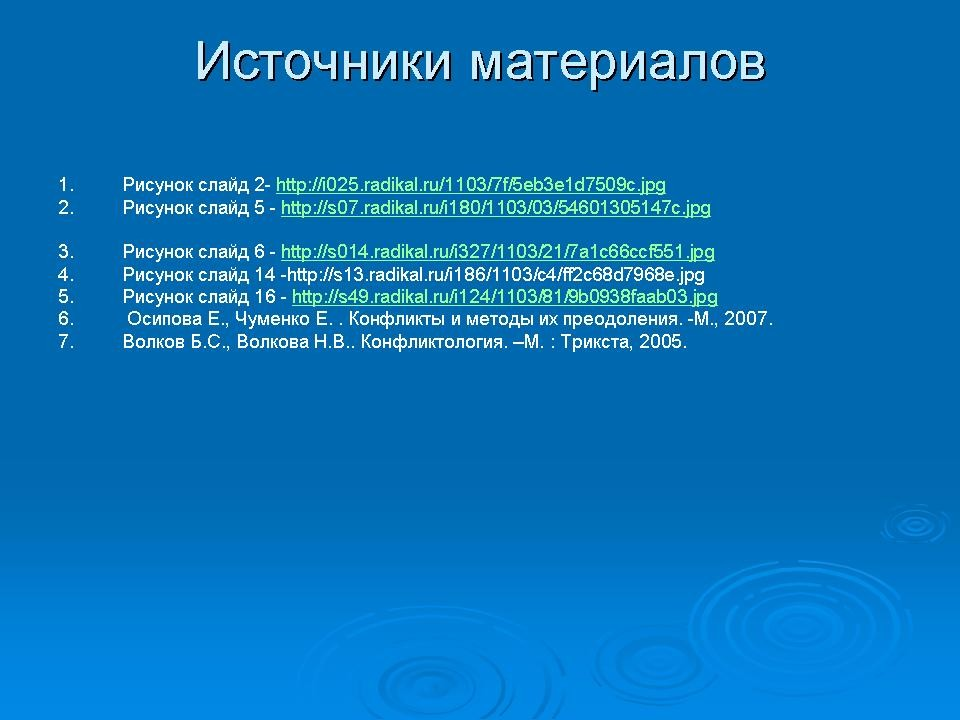 Источники материалов
1. Рисунок слайд 2- http://i025.radikal.ru/1103/7f/5eb3e1d7509c.jpg
2. Рисунок слайд 5 - http://s07.radikal.ru/i180/1103/03/54601305147c.jpg
3. Рисунок слайд 6 - http://s014.radikal.ru/i327/1103/21/7a1c66ccf551.jpg
4. Рисунок слайд 14 -http://s13.radikal.ru/i186/1103/c4/ff2c68d7968e.jpg
5. Рисунок слайд 16 - http://s49.radikal.ru/i124/1103/81/9b0938faab03.jpg
6. Осипова Е., Чуменко Е. . Конфликты и методы их преодоления. -М., 2007.
7. Волков Б.С., Волкова Н.В.. Конфликтология. –М. : Трикста, 2005.